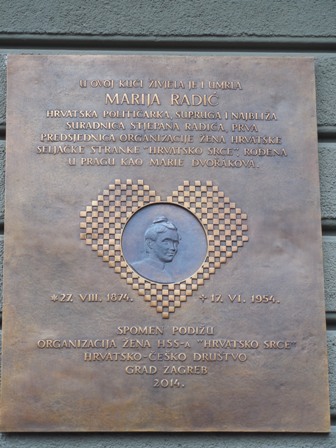 U OVOJ KUĆI ŽIVJELA JE I UMRLA
MARIJA RADIĆ
HRVATSKA POLITIČARKA, SUPRUGA I NAJBLIŽA
SURADNICA STJEPANA RADIĆA, PRVA
PREDSJEDNICA ORGANIZACIJE ŽENA HRVATSKE
SELJAČKE STRANKE "HRVATSKO SRCE" ROĐENA
U PRAGU KAO MARIE DVOŘÁKOVÁ.
*27. VIII. 1874. † 17. VI. 1954.
SPOMEN PODIŽU
ORGANIZACIJA ŽENA HSS-a "HRVATSKO SRCE"
HRVATSKO-ČEŠKO DRUŠTVO
GRAD ZAGREB
2014.